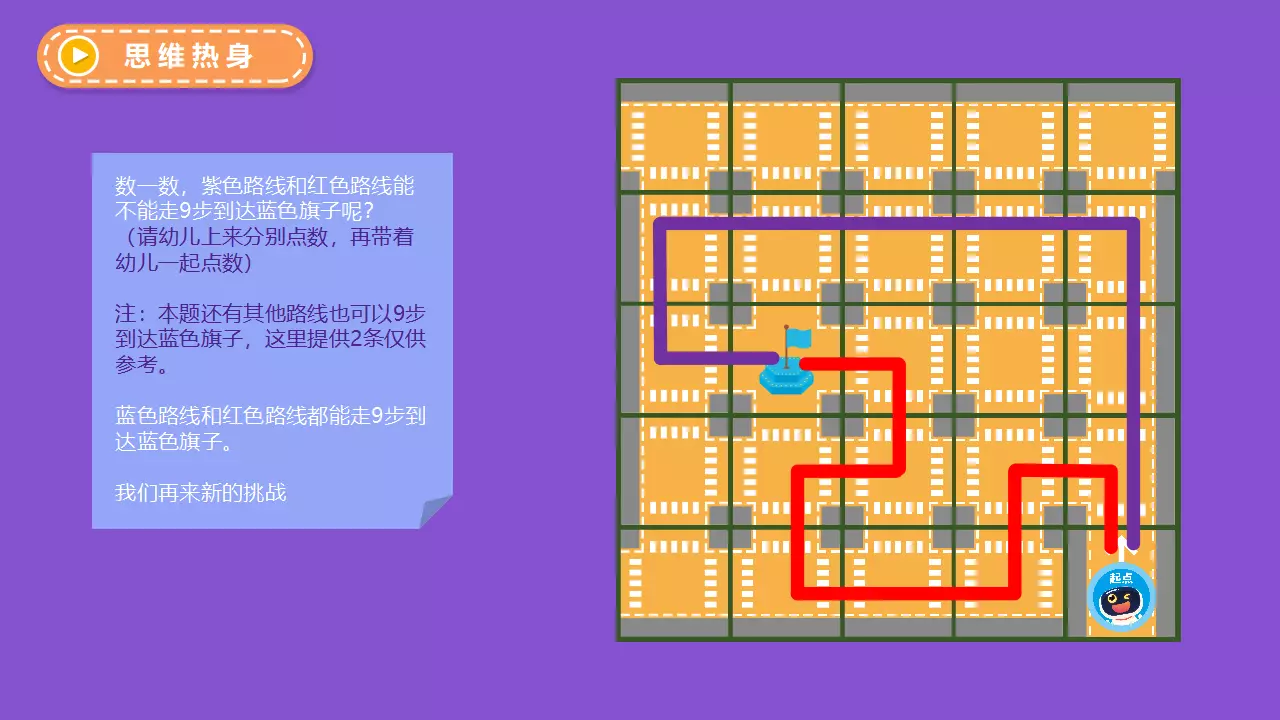 思维热身
数一数，紫色路线和红色路线能
不能走9步到达蓝色旗子呢？
（请幼儿上来分别点数，再带着
幼儿一起点数）
注：本题还有其他路线也可以9步
到达蓝色旗子，这里提供2条仅供
参考。
蓝色路线和红色路线都能走9步到
达蓝色旗子。
我们再来新的挑战
起点